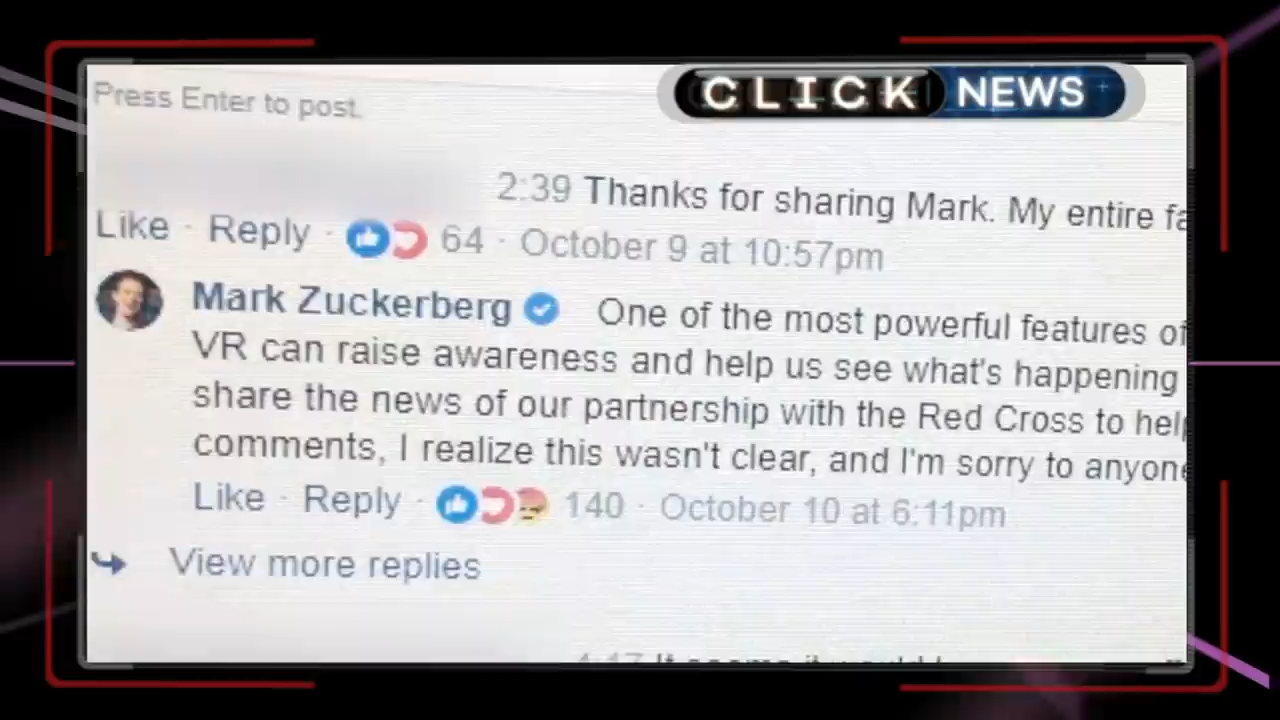 CLICK NEWS
Press Enter to post.
2:39 Thanks for sharing Mark. My entire
Like · Reply · 64 · October 9 at 10:57pm
Mark Zuckerberg One of the most powerful features of
VR can raise awareness and help us see what's happening
share the news of our partnership with the Red Cross to
comments, I realize this wasn't clear, and I'm sorry to
Like · Reply · 140 · October 10 at 6:11pm
View more replies